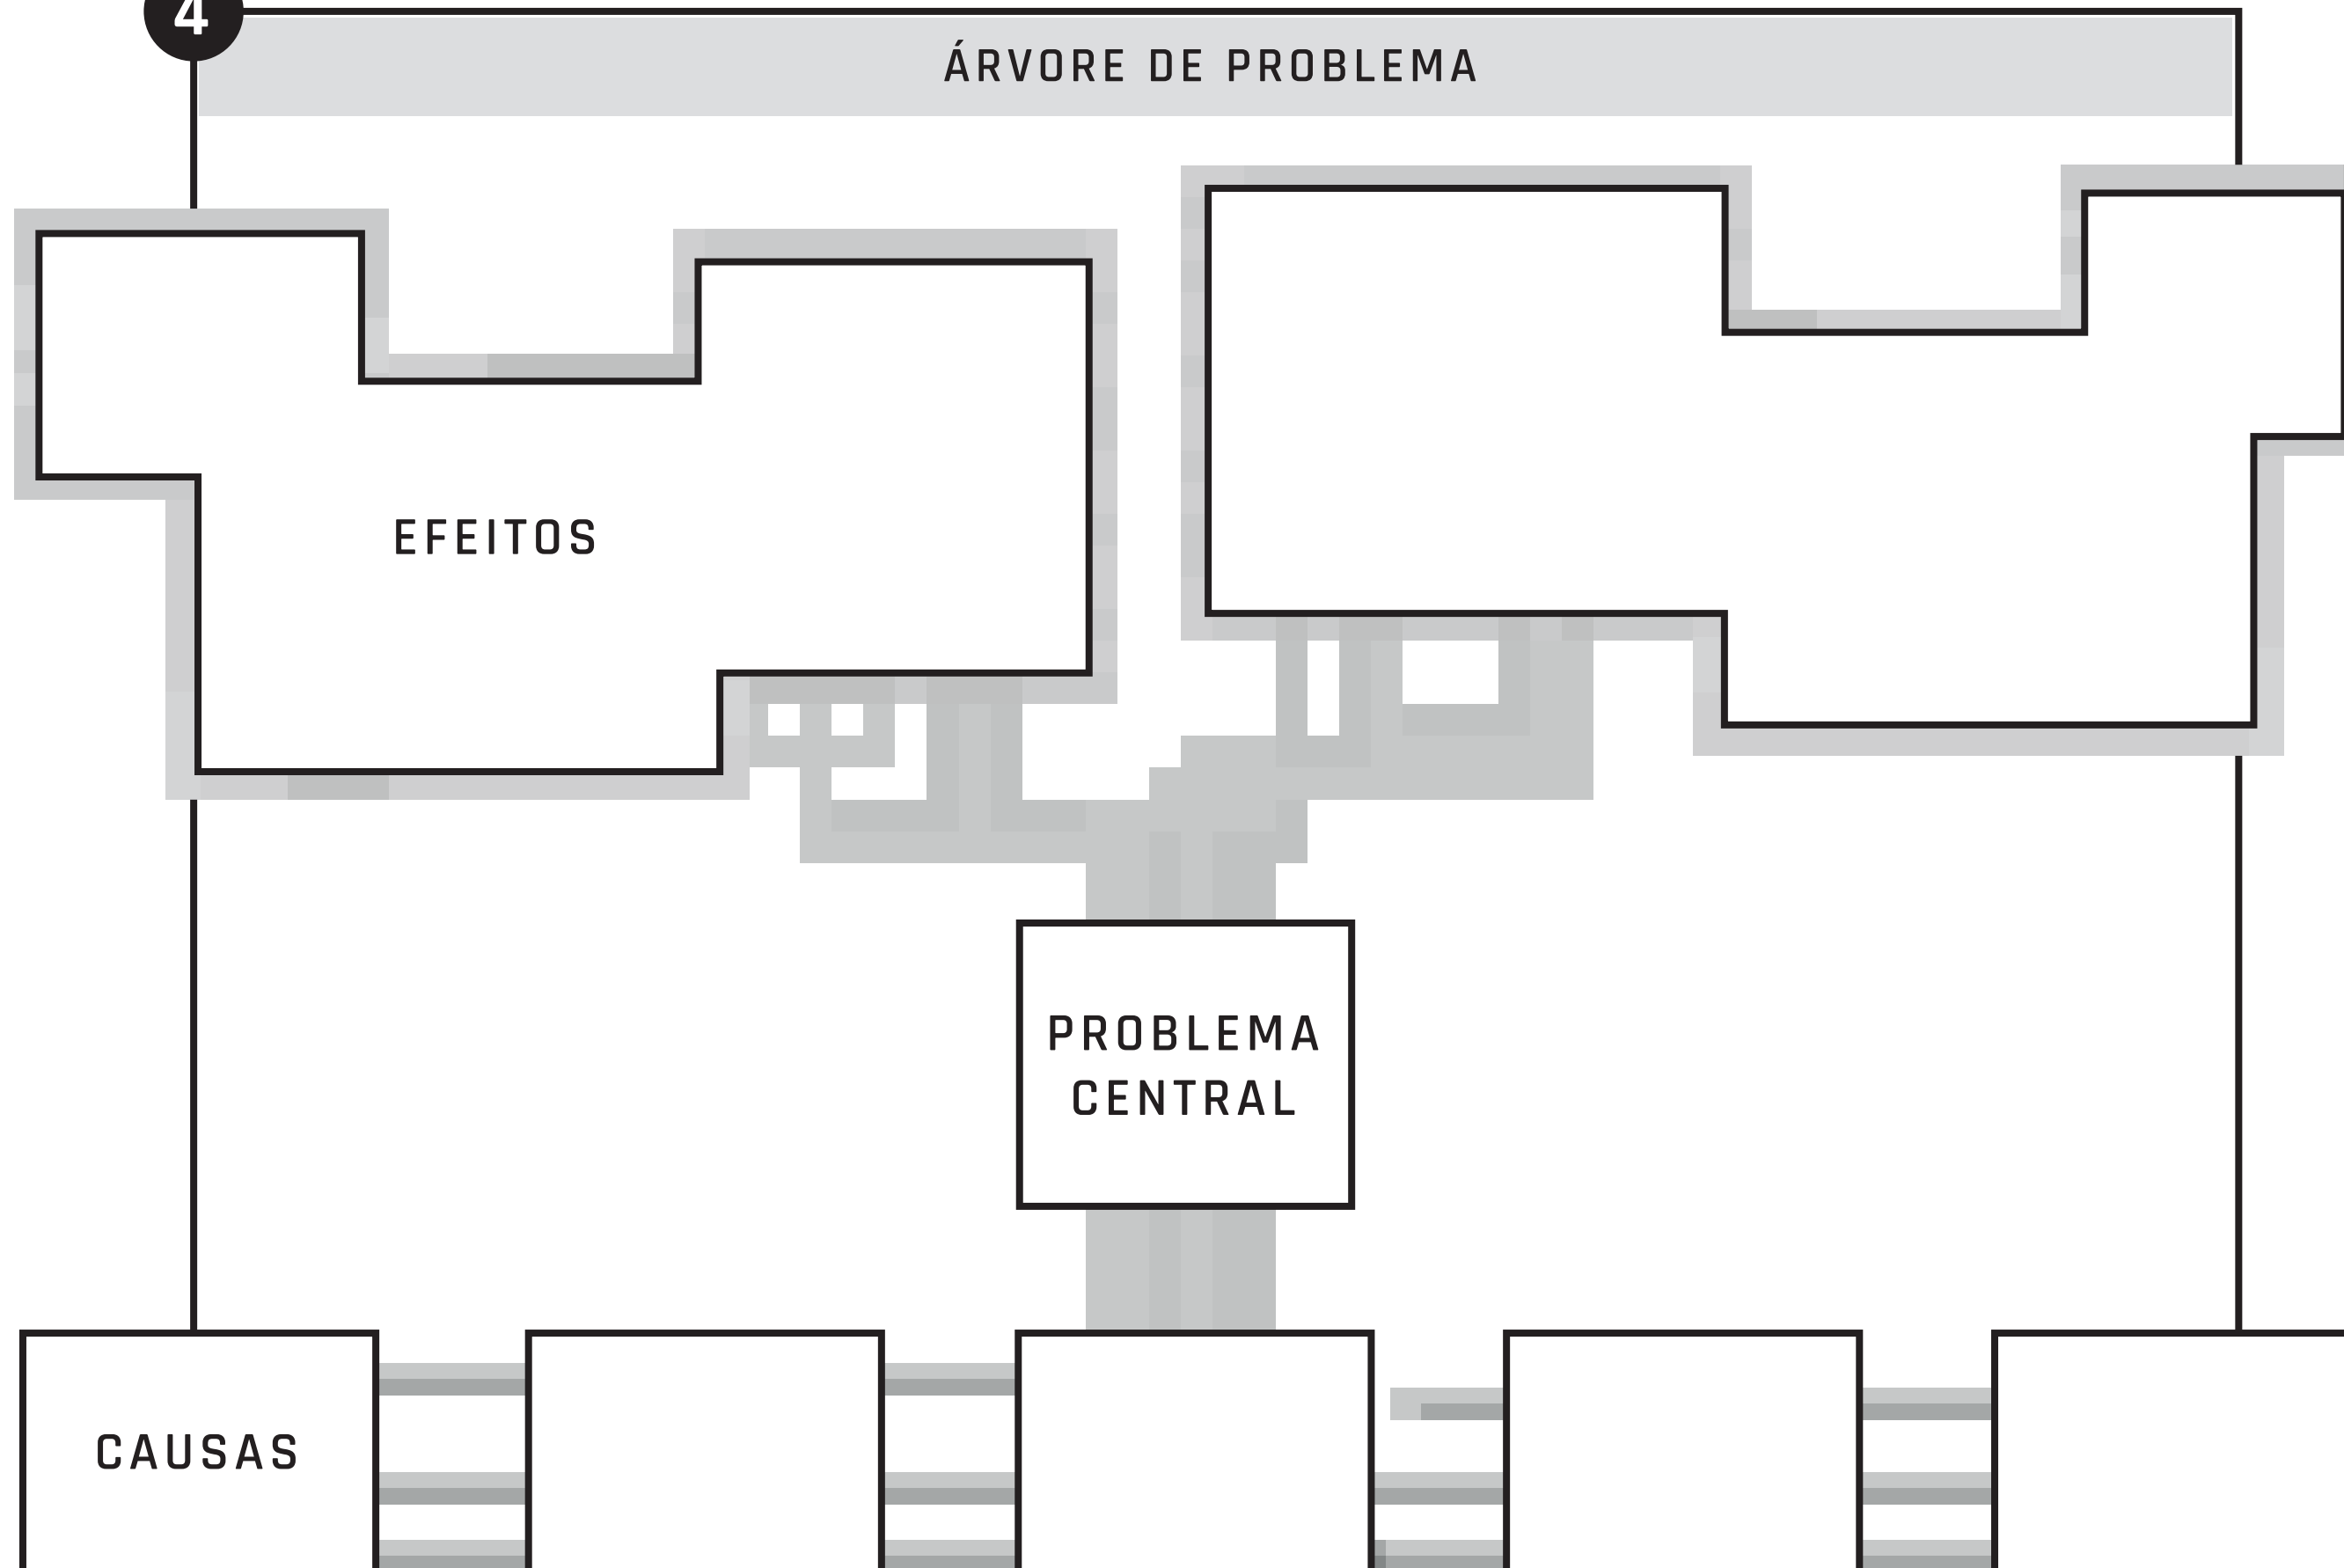 4
ÁRVORE DE PROBLEMA
EFEITOS
PROBLEMA
CENTRAL
CAUSAS